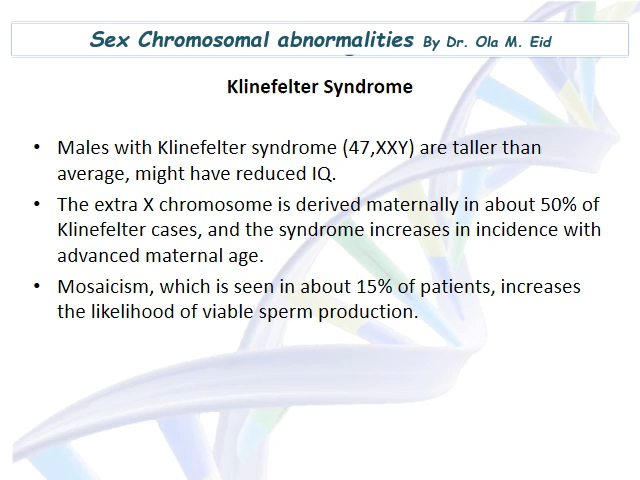 Sex Chromosomal abnormalities By Dr. Ola M. Eid
Klinefelter Syndrome
• Males with Klinefelter syndrome (47,XXY) are taller than
average, might have reduced IQ.
• The extra X chromosome is derived maternally in about 50% of
Klinefelter cases, and the syndrome increases in incidence with
advanced maternal age.
• Mosaicism, which is seen in about 15% of patients, increases
the likelihood of viable sperm production.